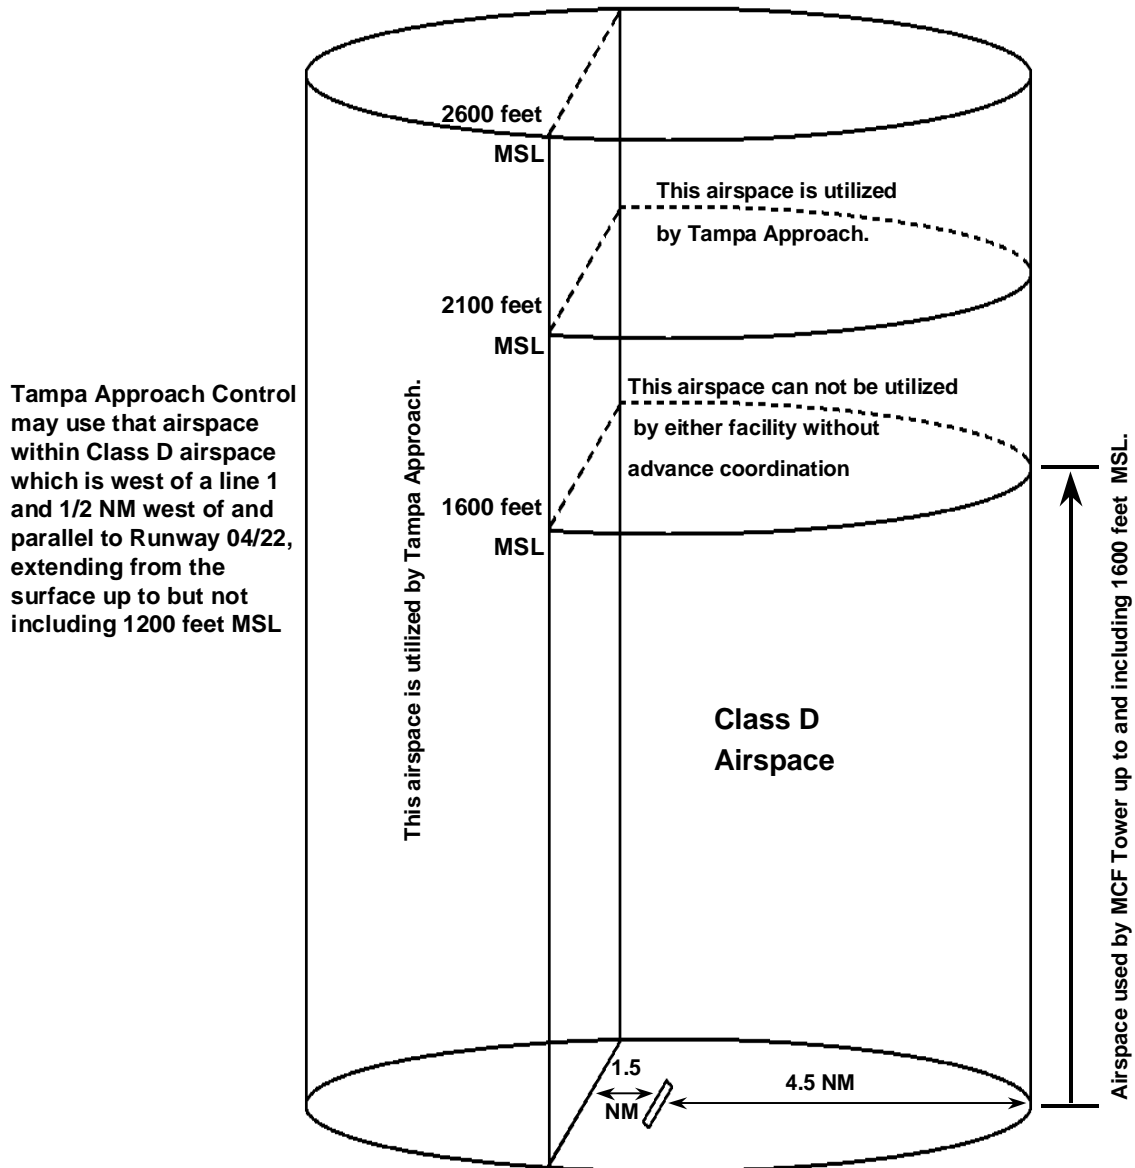 2600 feet
MSL
This airspace is utilized
by Tampa Approach.
2100 feet
MSL
Tampa Approach Control
may use that airspace
within Class D airspace
which is west of a line 1
and 1/2 NM west of and
parallel to Runway 04/22,
extending from the
surface up to but not
including 1200 feet MSL
This airspace is utilized by Tampa Approach.
This airspace can not be utilized
by either facility without
advance coordination
1600 feet
MSL
Class D
Airspace
Airspace used by MCF Tower up to and including 1600 feet MSL.
1.5
NM
4.5 NM